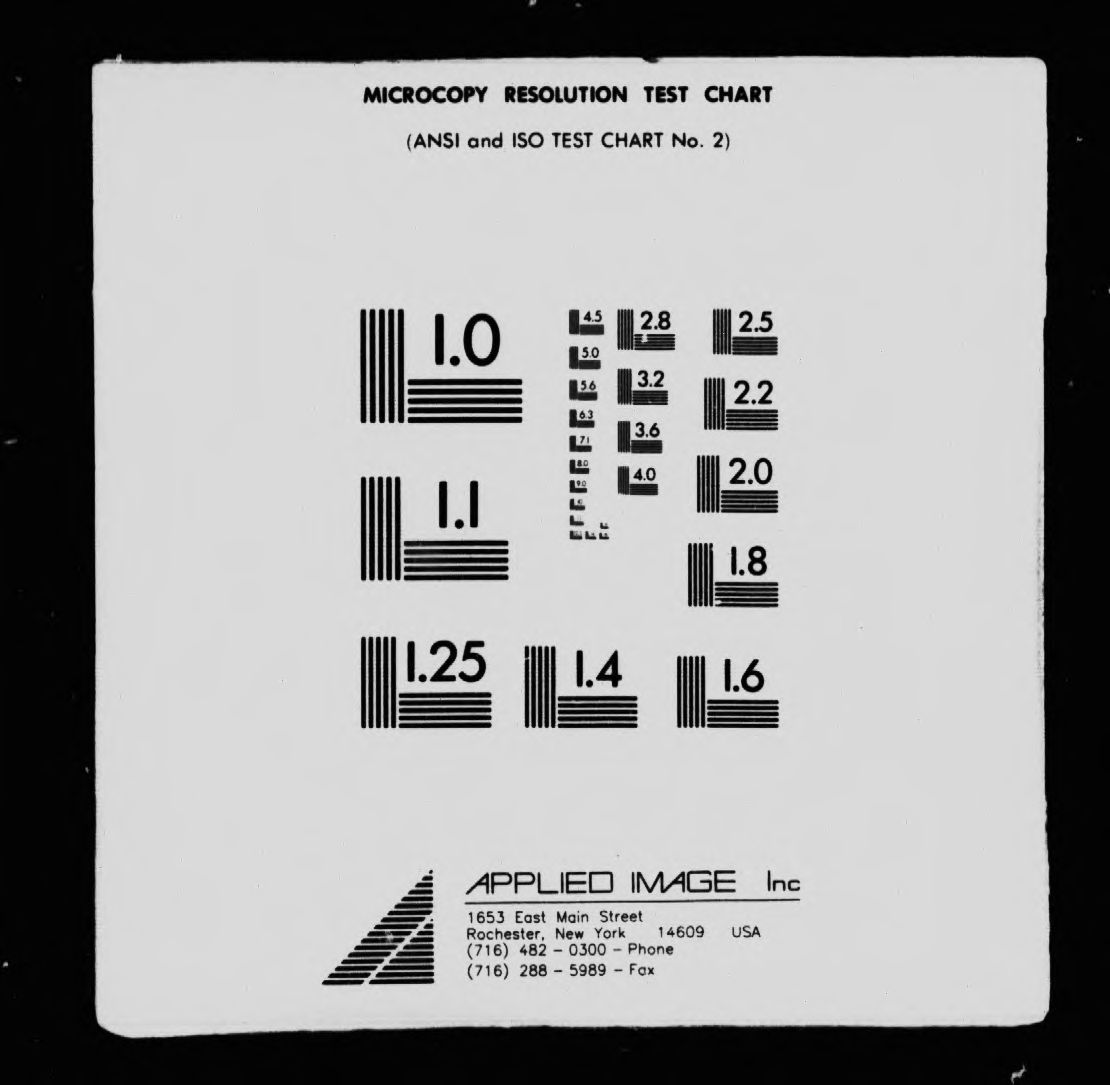 MICROCOPY RESOLUTION TEST CHART
(ANSI and ISO TEST CHART No. 2)
1.0
1.1
1.25
1.4
1.6
1.8
2.0
2.2
2.5
2.8
3.2
3.6
4.0
4.5
5.0
5.6
6.3
7.1
8.0
9.0
APPLIED IMAGE Inc
1653 East Main Street
Rochester, New York 14609 USA
(716) 482 - 0300 - Phone
(716) 288 - 5989 - Fax